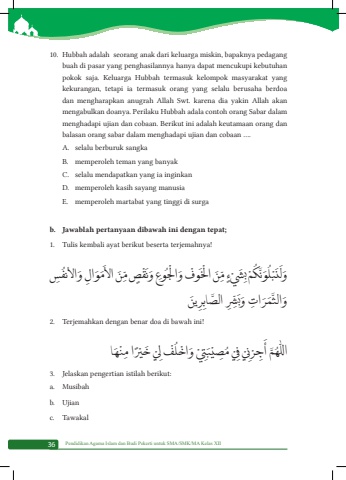 10. Hubbah adalah seorang anak dari keluarga miskin, bapaknya pedagang
buah di pasar yang penghasilannya hanya dapat mencukupi kebutuhan
pokok saja. Keluarga Hubbah termasuk kelompok masyarakat yang
kekurangan, tetapi ia termasuk orang yang selalu berusaha berdoa
dan mengharapkan anugrah Allah Swt. karena dia yakin Allah akan
mengabulkan doanya. Perilaku Hubbah adala contoh orang Sabar dalam
menghadapi ujian dan cobaan. Berikut ini adalah keutamaan orang dan
balasan orang sabar dalam menghadapi ujian dan cobaan ....
A. selalu berburuk sangka
B. memperoleh teman yang banyak
C. selalu mendapatkan yang ia inginkan
D. memperoleh kasih sayang manusia
E. memperoleh martabat yang tinggi di surga
b. Jawablah pertanyaan dibawah ini dengan tepat;
1. Tulis kembali ayat berikut beserta terjemahnya!
وَلَنَبْلُوَنَّكُمْ بِشَيْءٍ مِّنَ الْخَوْفِ وَالْجُوْعِ وَنَقْصٍ مِّنَ الْأَمْوَالِ وَالْأَنْفُسِ
وَالثَّمَرَاتِ وَبَشِّرِ الصَّابِرِيْنَ
2. Terjemahkan dengan benar doa di bawah ini!
اَللّٰهُمَّ أَجِرْنِيْ فِيْ مُصِيْبَتِيْ وَاخْلُفْ لِيْ خَيْرًا مِنْهَا
3. Jelaskan pengertian istilah berikut:
a. Musibah
b. Ujian
c. Tawakal
36 Pendidikan Agama Islam dan Budi Pekerti untuk SMA/SMK/MA Kelas XII